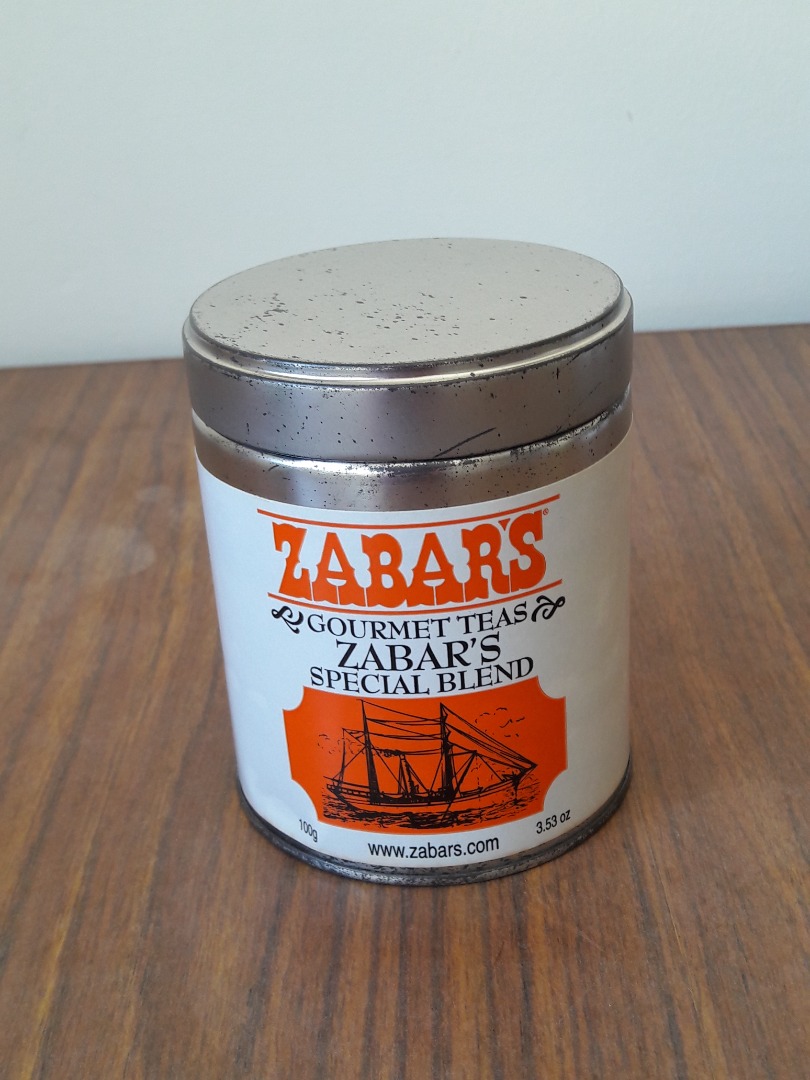 ZABAR'S®
GOURMET TEAS
ZABAR'S
SPECIAL BLEND
100g
3.53 oz
www.zabars.com